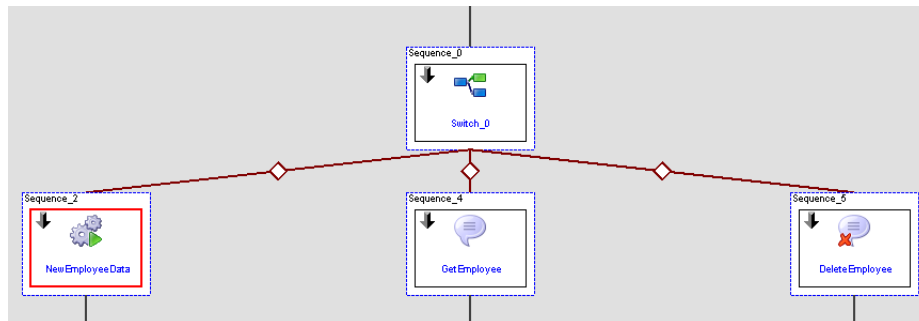 Sequence_0
Switch_0
Sequence_2
NewEmployeeData
Sequence_4
GetEmployee
Sequence_5
DeleteEmployee